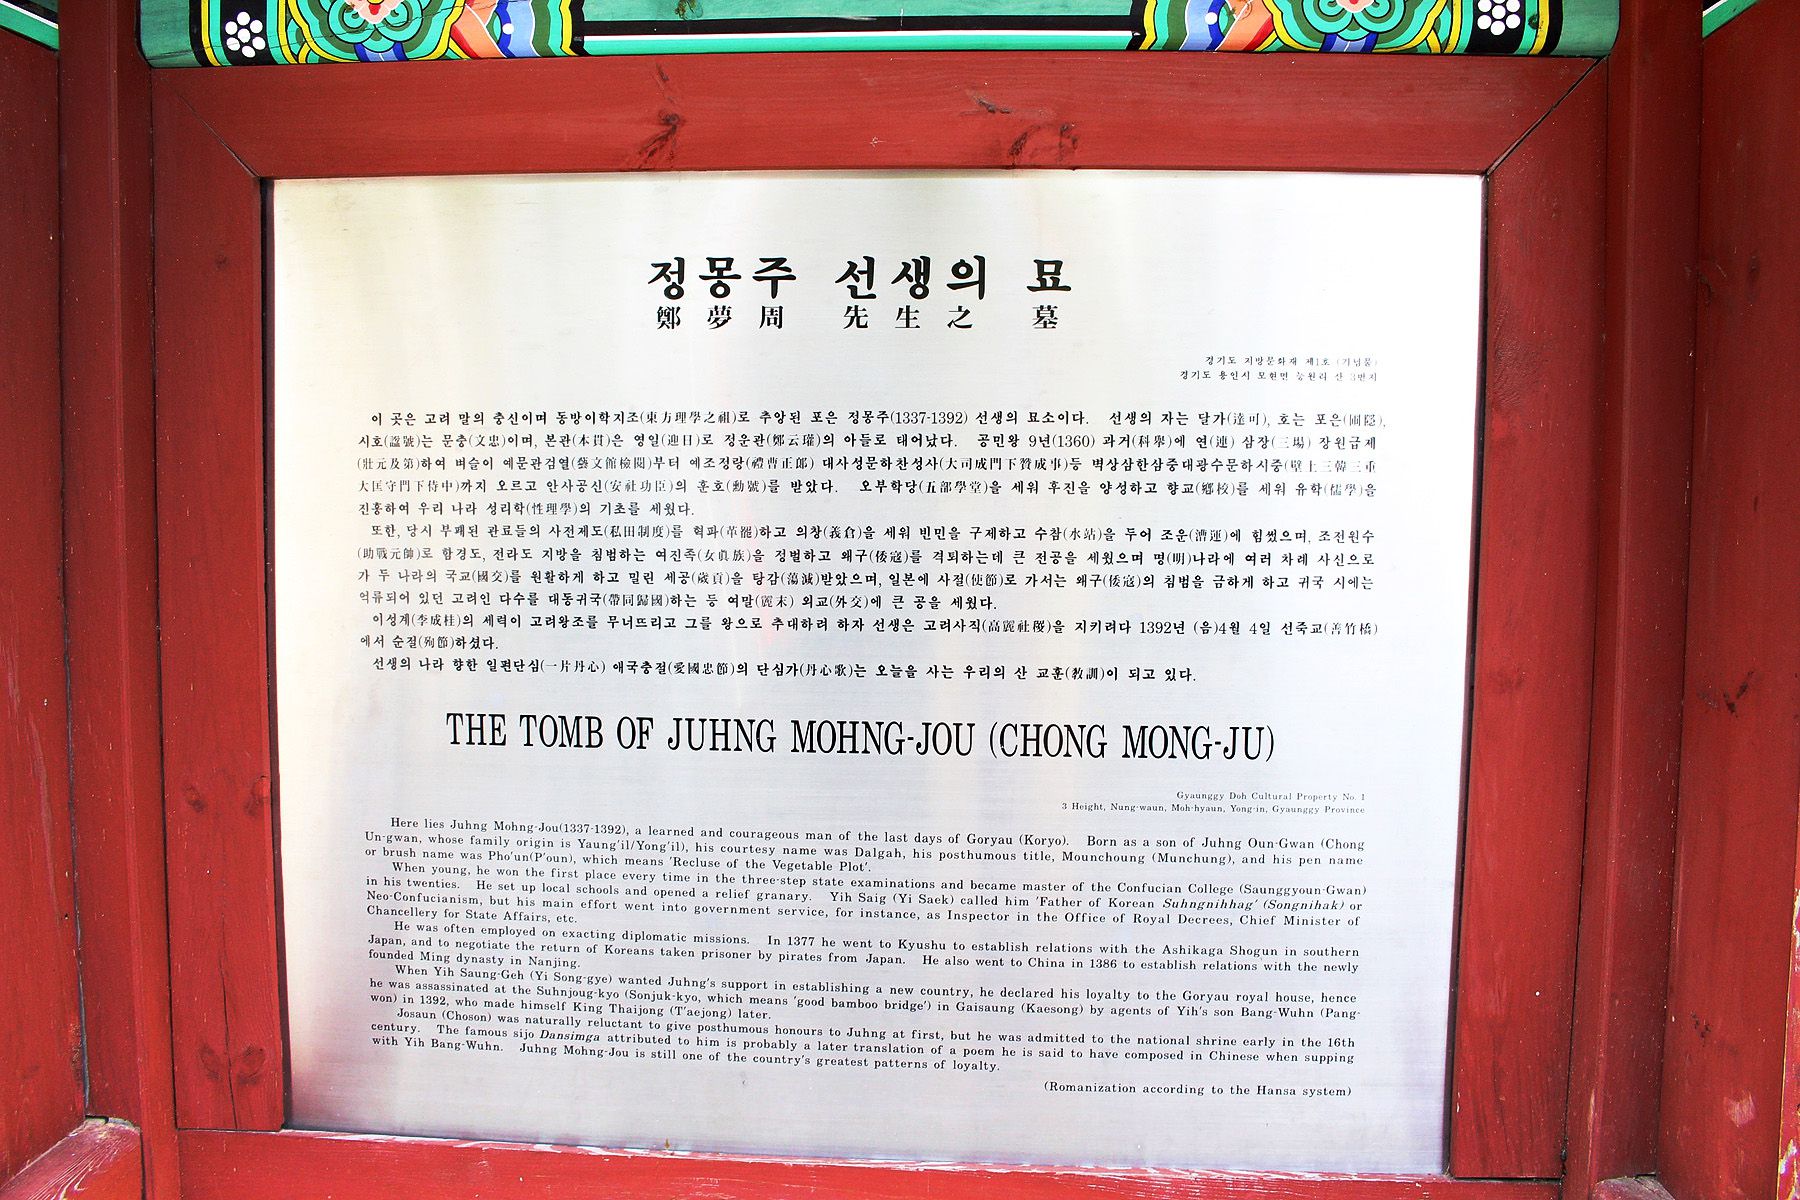 정몽주 선생의 묘
鄭夢周 先生之 墓
경기도 지방문화재 제1호 (기념물)
경기도 용인시 모현면 능원리 산 3번지
이 곳은 고려 말의 충신이며 동방이학지조(東方理學之祖)로 추앙된 포은 정몽주(1337-1392) 선생의 묘소이다. 선생의 자는 달가(達可), 호는 포은(圃隱),
시호(諡號)는 문충(文忠)이며, 본관(本貫)은 영일(迎日)로 정운관(鄭云瓘)의 아들로 태어났다. 공민왕 9년(1360) 과거(科擧)에 연(連) 삼장(三場) 장원급제
(壯元及第)하여 벼슬이 예문관검열(藝文館檢閱)부터 예조정랑(禮曹正郎) 대사성문하찬성사(大司成門下贊成事)등 벽상삼한삼중대광수문하시중(壁上三韓三重
大匡守門下侍中)까지 오르고 안사공신(安社功臣)의 훈호(勳號)를 받았다. 오부학당(五部學堂)을 세워 후진을 양성하고 향교(鄕校)를 세워 유학(儒學)을
진흥하여 우리 나라 성리학(性理學)의 기초를 세웠다.
또한, 당시 부패된 관료들의 사전제도(私田制度)를 혁파(革罷)하고 의창(義倉)을 세워 빈민을 구제하고 수참(水站)을 두어 조운(漕運)에 힘썼으며, 조전원수
(助戰元帥)로 함경도, 전라도 지방을 침범하는 여진족(女眞族)을 정벌하고 왜구(倭寇)를 격퇴하는데 큰 전공을 세웠으며 명(明)나라에 여러 차례 사신으로
가 두 나라의 국교(國交)를 원활하게 하고 밀린 세공(歲貢)을 탕감(蕩減)받았으며, 일본에 사절(使節)로 가서는 왜구(倭寇)의 침범을 금하게 하고 귀국 시에는
억류되어 있던 고려인 다수를 대동귀국(帶同歸國)하는 등 여말(麗末) 외교(外交)에 큰 공을 세웠다.
이성계(李成桂)의 세력이 고려왕조를 무너뜨리고 그를 왕으로 추대하려 하자 선생은 고려사직(高麗社稷)을 지키려다 1392년 (음)4월 4일 선죽교(善竹橋)
에서 순절(殉節)하셨다.
선생의 나라 향한 일편단심(一片丹心) 애국충절(愛國忠節)의 단심가(丹心歌)는 오늘을 사는 우리의 산 교훈(敎訓)이 되고 있다.
THE TOMB OF JUHNG MOHNG-JOU (CHONG MONG-JU)
Gyaunggy Doh Cultural Property No. 1
3 Height, Nung-waun, Moh-hyaun, Yong-in, Gyaunggy Province
Here lies Juhng Mohng-Jou(1337-1392), a learned and courageous man of the last days of Goryau (Koryo). Born as a son of Juhng Oun-Gwan (Chong
Un-gwan, whose family origin is Yaung'il/Yong'il), his courtesy name was Dalgah, his posthumous title, Mounchoung (Munchung), and his pen name
or brush name was Pho'un(P'oun), which means 'Recluse of the Vegetable Plot'.
When young, he won the first place every time in the three-step state examinations and became master of the Confucian College (Saunggyoun-Gwan)
in his twenties. He set up local schools and opened a relief granary. Yih Saig (Yi Saek) called him 'Father of Korean Suhngnihhag' (Songnihak) or
Neo-Confucianism, but his main effort went into government service, for instance, as Inspector in the Office of Royal Decrees, Chief Minister of
Chancellery for State Affairs, etc.
He was often employed on exacting diplomatic missions. In 1377 he went to Kyushu to establish relations with the Ashikaga Shogun in southern
Japan, and to negotiate the return of Koreans taken prisoner by pirates from Japan. He also went to China in 1386 to establish relations with the newly
founded Ming dynasty in Nanjing.
When Yih Saung-Geh (Yi Song-gye) wanted Juhng's support in establishing a new country, he declared his loyalty to the Goryau royal house, hence
he was assassinated at the Suhnjoug-kyo (Sonjuk-kyo, which means 'good bamboo bridge') in Gaisaung (Kaesong) by agents of Yih's son Bang-Wuhn (Pang-
won) in 1392, who made himself King Thaijong (T'aejong) later.
Josaun (Choson) was naturally reluctant to give posthumous honours to Juhng at first, but he was admitted to the national shrine early in the 16th
century. The famous sijo Dansimga attributed to him is probably a later translation of a poem he is said to have composed in Chinese when supping
with Yih Bang-Wuhn. Juhng Mohng-Jou is still one of the country's greatest patterns of loyalty.
(Romanization according to the Hansa system)